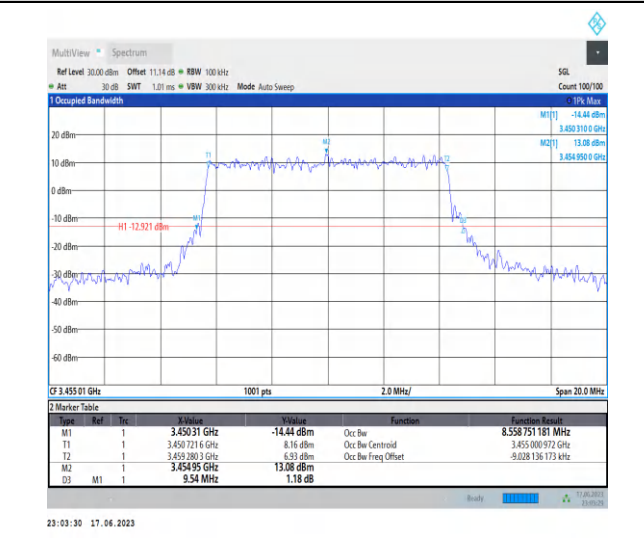 MultiView Spectrum
Ref Level 30.00 dBm Offset 11.14 dB RBW 100 kHz SGL
Att 30 dB SWT 1.01 ms VBW 300 kHz Mode Auto Sweep Count 100/100
1 Occupied Bandwidth 1Pk Max
M1[1] -14.44 dBm
3.450 310 0 GHz
M2[1] 13.08 dBm
3.454 950 0 GHz
20 dBm
M2
T1 T2
10 dBm
0 dBm
-10 dBm
M1
H1 -12.921 dBm
-20 dBm
-30 dBm
-40 dBm
-50 dBm
-60 dBm
CF 3.455 01 GHz 1001 pts 2.0 MHz/ Span 20.0 MHz
2 Marker Table
Type Ref Trc X-Value Y-Value Function Function Result
M1 1 3.45031 GHz -14.44 dBm Occ Bw 8.558 751 181 MHz
T1 1 3.450 721 6 GHz 8.16 dBm Occ Bw Centroid 3.455 000 972 GHz
T2 1 3.459 280 3 GHz 6.93 dBm Occ Bw Freq Offset -9.028 136 173 kHz
M2 1 3.45495 GHz 13.08 dBm
D3 M1 1 9.54 MHz 1.18 dB
Ready 17.06.2023
23:03:30 17.06.2023